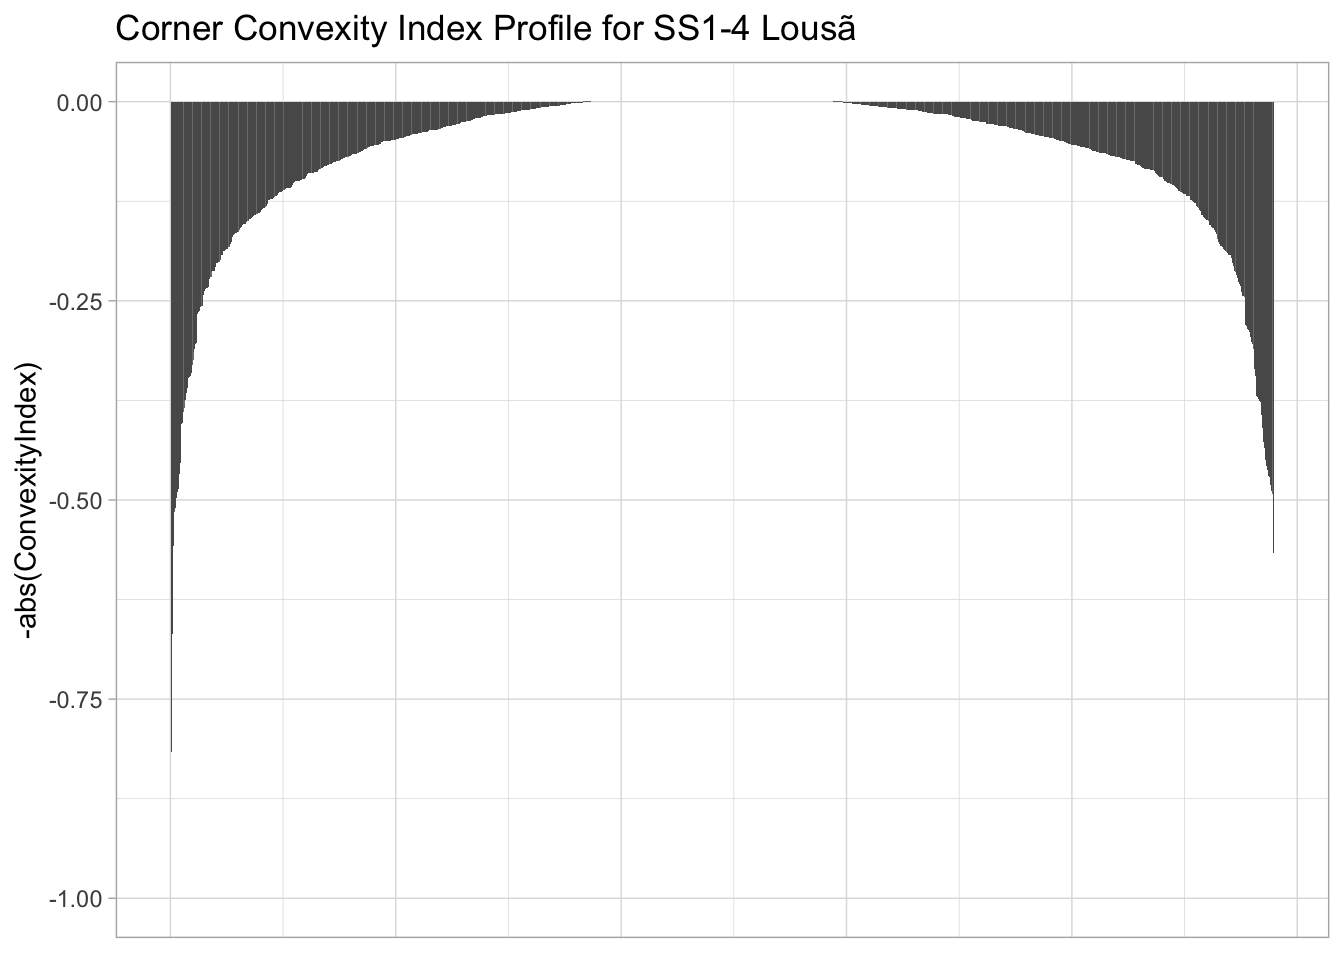 Corner Convexity Index Profile for SS1-4 Lousã
0.00
-0.25
-0.50
-0.75
-1.00
-abs(ConvexityIndex)